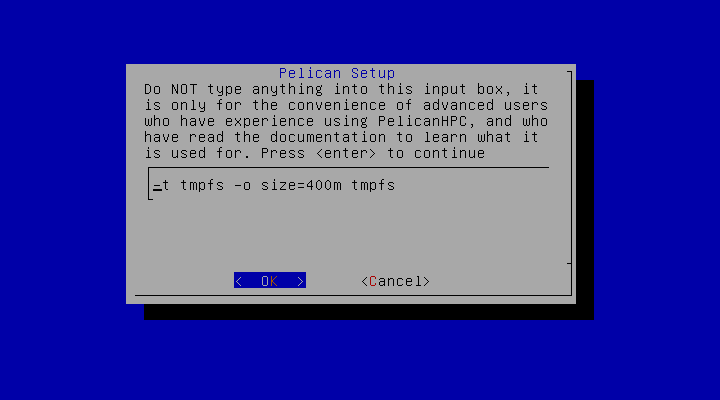 Pelican Setup
Do NOT type anything into this input box, it
is only for the convenience of advanced users
who have experience using PelicanHPC, and who
have read the documentation to learn what it
is used for. Press <enter> to continue
-t tmpfs -o size=400m tmpfs
<  OK  > <Cancel>